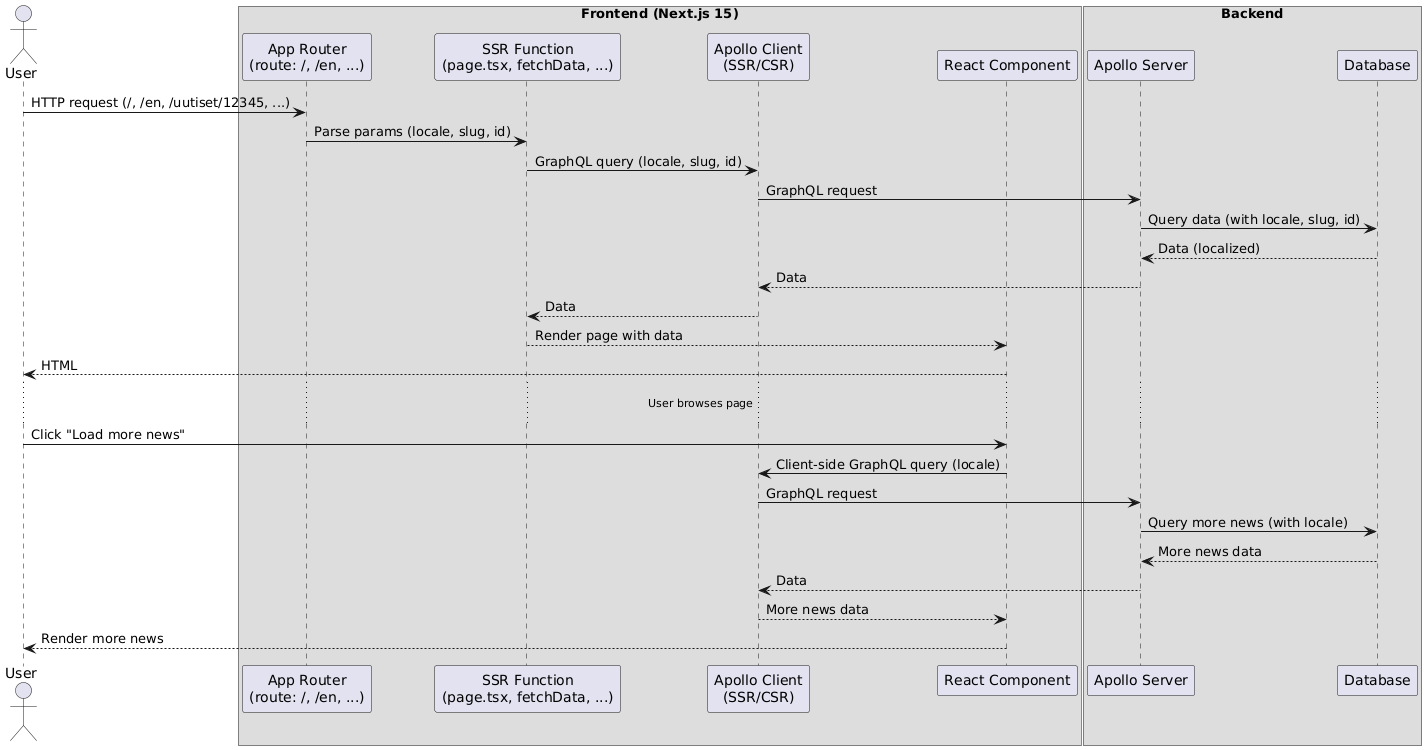 Frontend (Next.js 15)
Backend
User
App Router
(route: /, /en, ...)
SSR Function
(page.tsx, fetchData, ...)
Apollo Client
(SSR/CSR)
React Component
Apollo Server
Database
HTTP request (/, /en, /uutiset/12345, ...)
Parse params (locale, slug, id)
GraphQL query (locale, slug, id)
GraphQL request
Query data (with locale, slug, id)
Data (localized)
Data
Data
Render page with data
HTML
User browses page
Click "Load more news"
Client-side GraphQL query (locale)
GraphQL request
Query more news (with locale)
More news data
Data
More news data
Render more news
User
App Router
(route: /, /en, ...)
SSR Function
(page.tsx, fetchData, ...)
Apollo Client
(SSR/CSR)
React Component
Apollo Server
Database